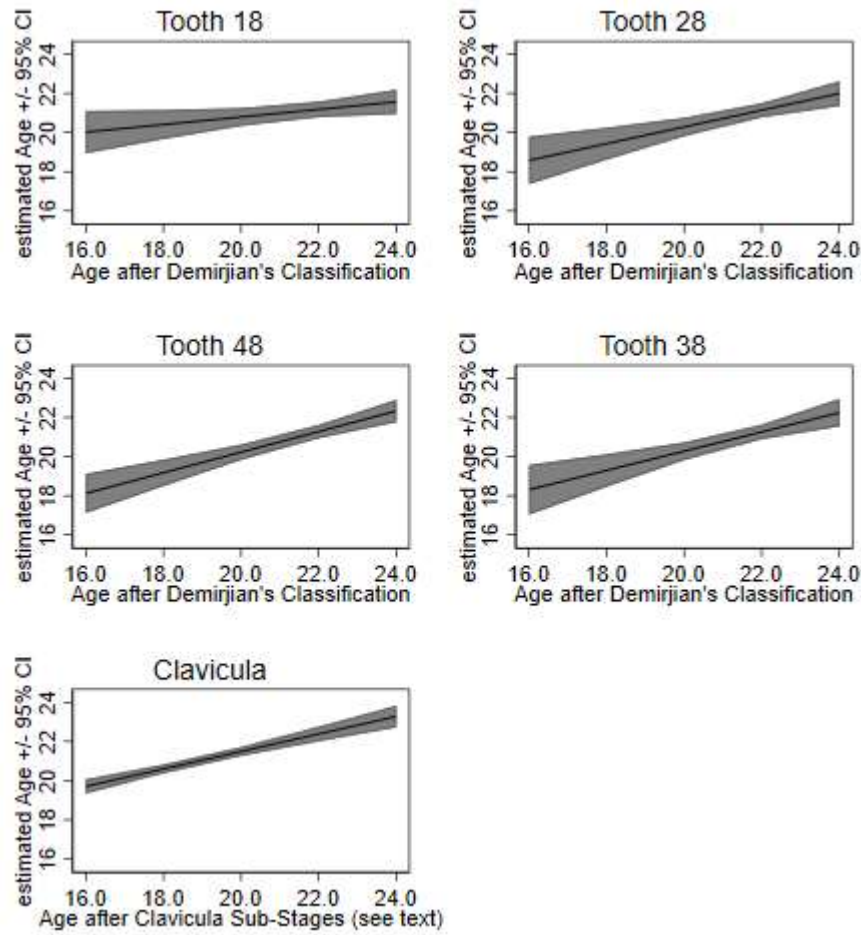 Tooth 18
estimated Age +/- 95% CI
24
22
20
18
16
16.0 18.0 20.0 22.0 24.0
Age after Demirjian's Classification
Tooth 28
estimated Age +/- 95% CI
24
22
20
18
16
16.0 18.0 20.0 22.0 24.0
Age after Demirjian's Classification
Tooth 48
estimated Age +/- 95% CI
24
22
20
18
16
16.0 18.0 20.0 22.0 24.0
Age after Demirjian's Classification
Tooth 38
estimated Age +/- 95% CI
24
22
20
18
16
16.0 18.0 20.0 22.0 24.0
Age after Demirjian's Classification
Clavicula
estimated Age +/- 95% CI
24
22
20
18
16
16.0 18.0 20.0 22.0 24.0
Age after Clavicula Sub-Stages (see text)